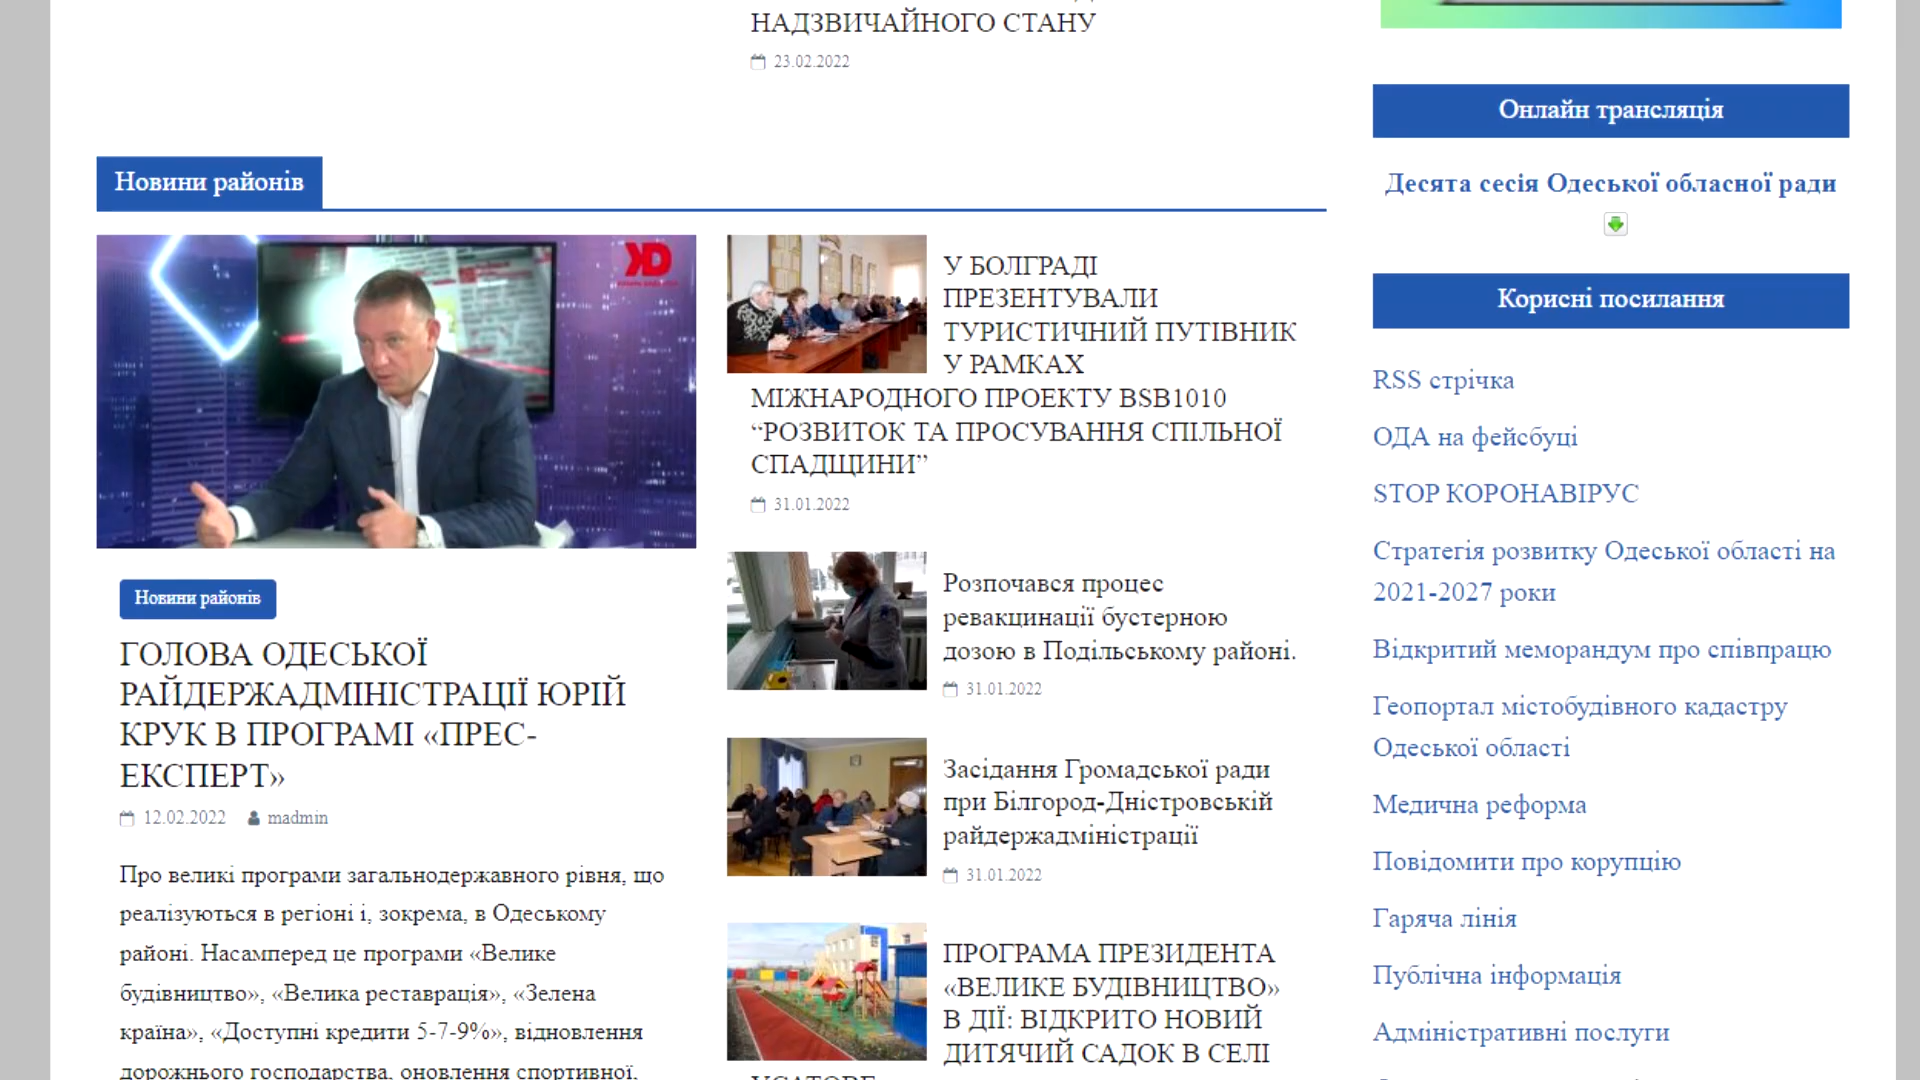 НАДЗВИЧАЙНОГО СТАНУ
23.02.2022
Новини районів
Новини районів
ГОЛОВА ОДЕСЬКОЇ
РАЙДЕРЖАДМІНІСТРАЦІЇ ЮРІЙ
КРУК В ПРОГРАМІ «ПРЕС-
ЕКСПЕРТ»
12.02.2022 madmin
Про великі програми загальнодержавного рівня, що
реалізуються в регіоні і, зокрема, в Одеському
районі. Насамперед це програми «Велике
будівництво», «Велика реставрація», «Зелена
країна», «Доступні кредити 5-7-9%», відновлення
дорожнього господарства, оновлення спортивної,
У БОЛГРАДІ
ПРЕЗЕНТУВАЛИ
ТУРИСТИЧНИЙ ПУТІВНИК
У РАМКАХ
МІЖНАРОДНОГО ПРОЕКТУ BSB1010
“РОЗВИТОК ТА ПРОСУВАННЯ СПІЛЬНОЇ
СПАДЩИНИ”
31.01.2022
Розпочався процес
ревакцинації бустерною
дозою в Подільському районі.
31.01.2022
Засідання Громадської ради
при Білгород-Дністровській
райдержадміністрації
31.01.2022
ПРОГРАМА ПРЕЗИДЕНТА
«ВЕЛИКЕ БУДІВНИЦТВО»
В ДІЇ: ВІДКРИТО НОВИЙ
ДИТЯЧИЙ САДОК В СЕЛІ
УСАТОВЕ
Онлайн трансляція
Десята сесія Одеської обласної ради
Корисні посилання
RSS стрічка
ОДА на фейсбуці
STOP КОРОНАВІРУС
Стратегія розвитку Одеської області на
2021-2027 роки
Відкритий меморандум про співпрацю
Геопортал містобудівного кадастру
Одеської області
Медична реформа
Повідомити про корупцію
Гаряча лінія
Публічна інформація
Адміністративні послуги